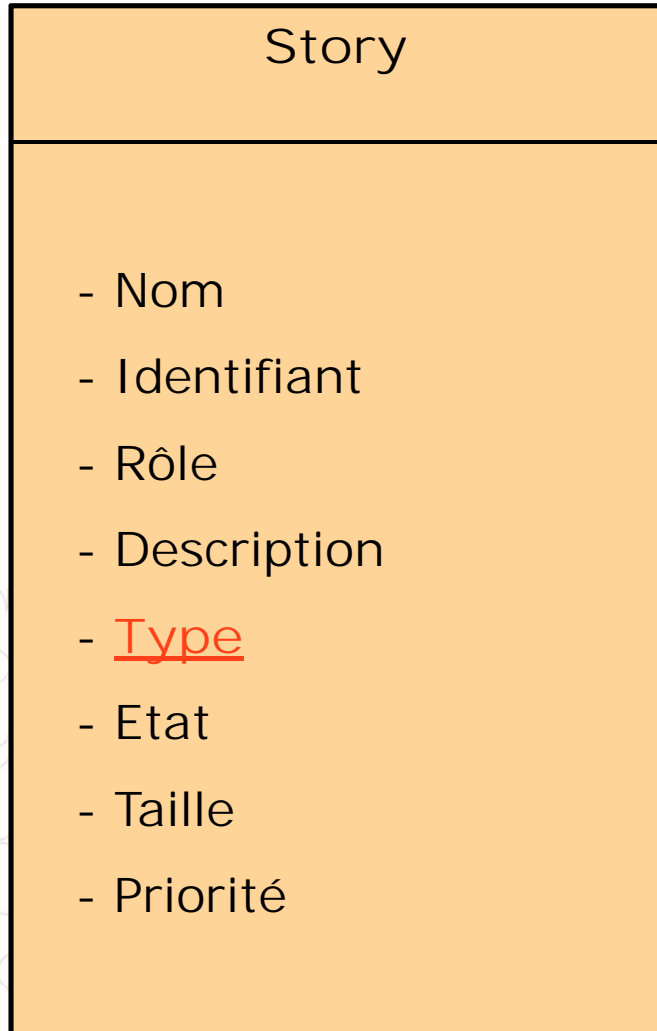 Story
- Nom
- Identifiant
- Rôle
- Description
- Type
- Etat
- Taille
- Priorité